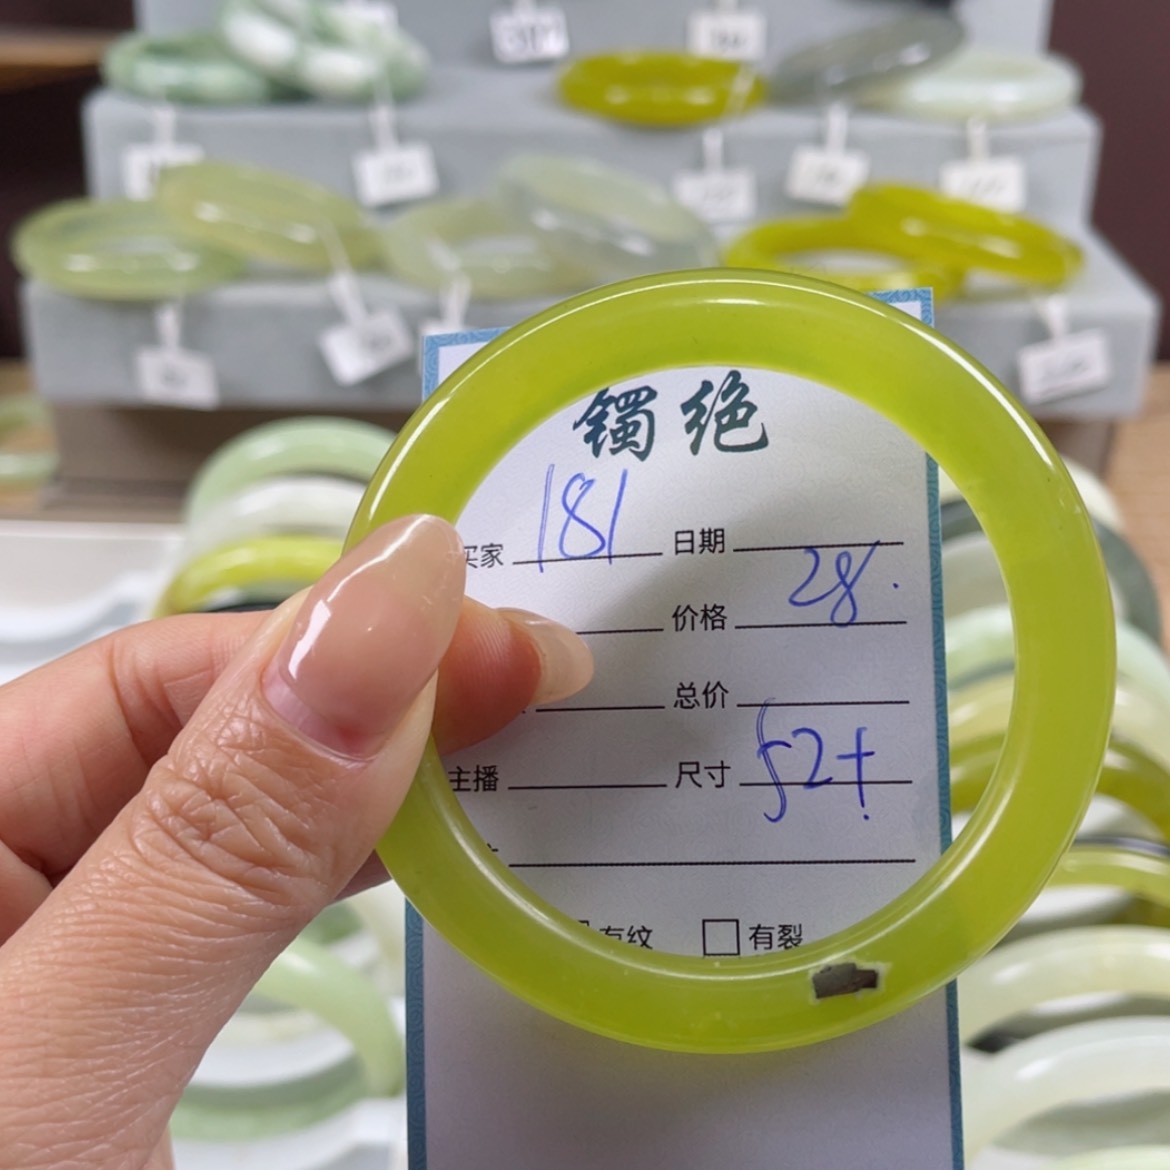 镯绝
买家 181 日期
价格 28.
总价
主播 尺寸 52+
有纹 有裂